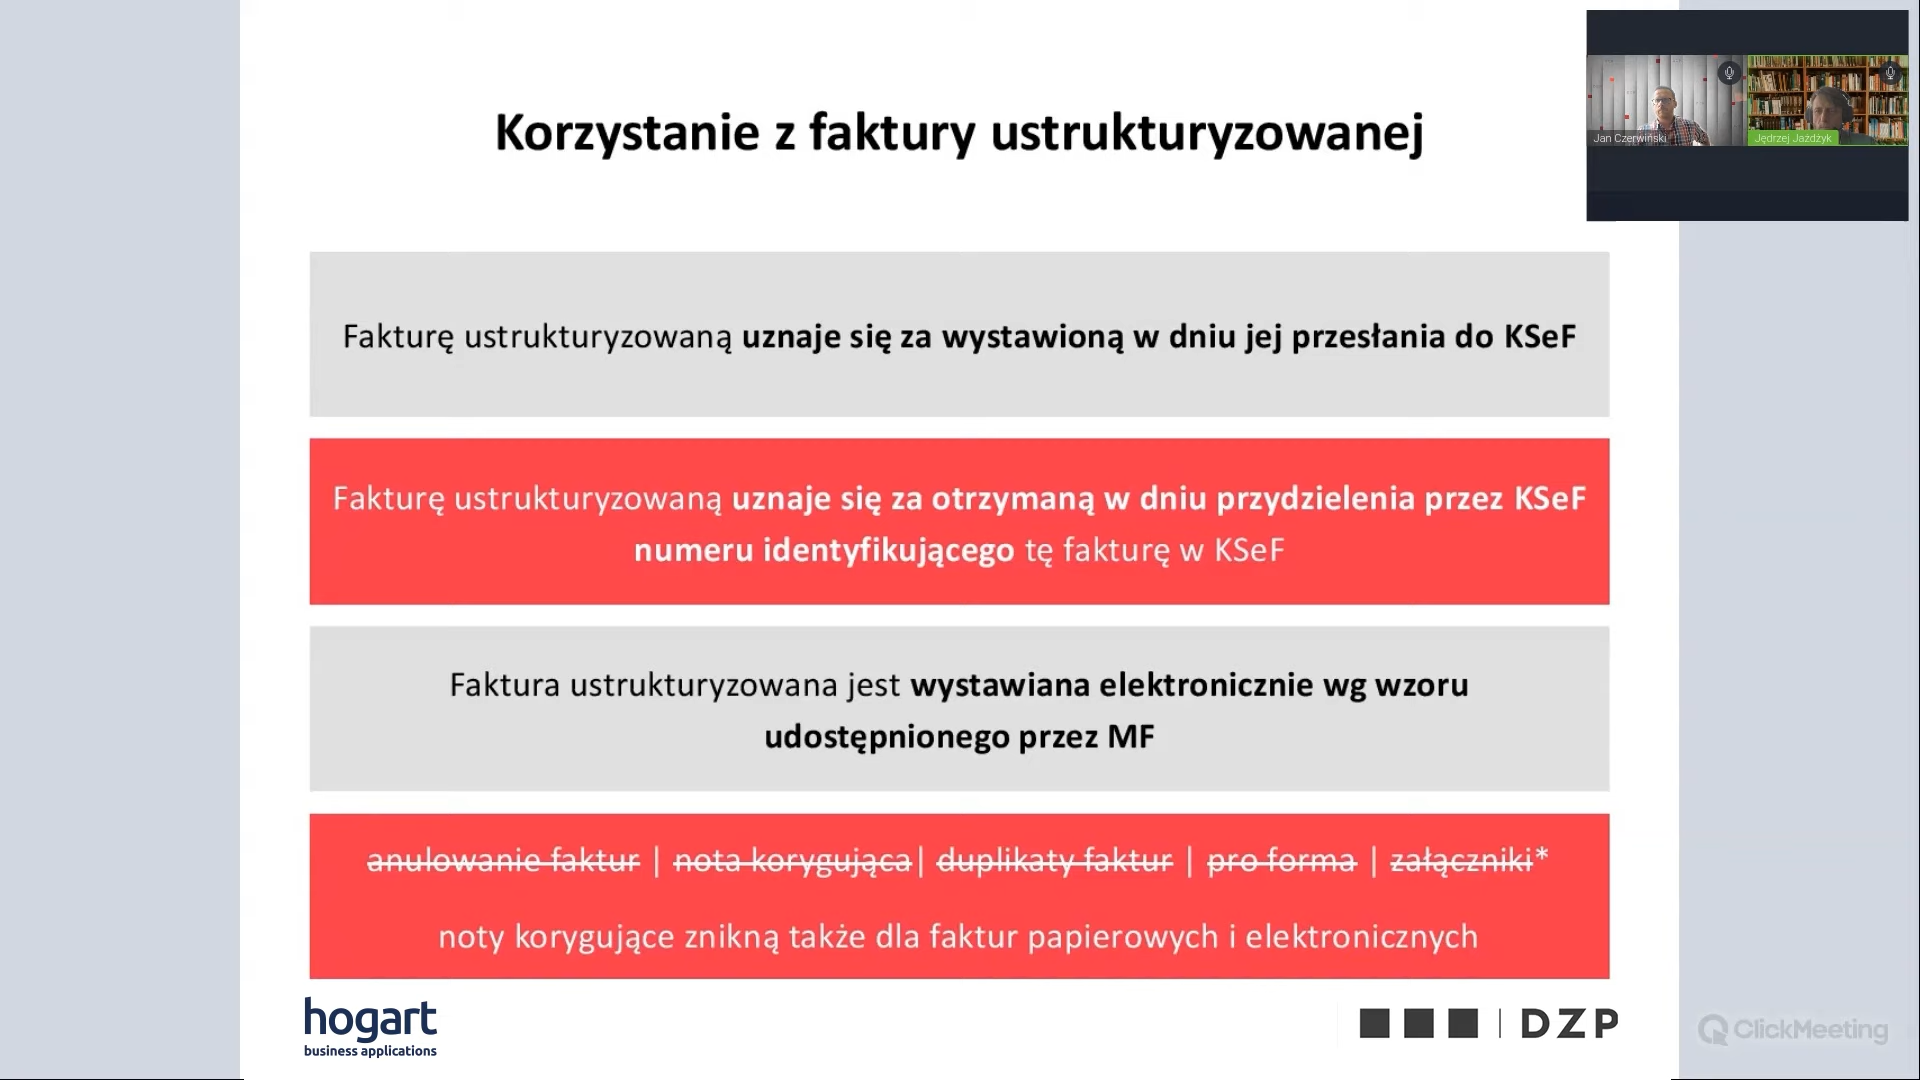 Korzystanie z faktury ustrukturyzowanej
Jan Czerwiński
Jędrzej Jażdżyk
Fakturę ustrukturyzowaną uznaje się za wystawioną w dniu jej przesłania do KSeF
Fakturę ustrukturyzowaną uznaje się za otrzymaną w dniu przydzielenia przez KSeF
numeru identyfikującego tę fakturę w KSeF
Faktura ustrukturyzowana jest wystawiana elektronicznie wg wzoru
udostępnionego przez MF
anulowanie faktur | nota korygująca | duplikaty faktur | pro forma | załączniki*
noty korygujące znikną także dla faktur papierowych i elektronicznych
hogart
business applications
DZP
ClickMeeting